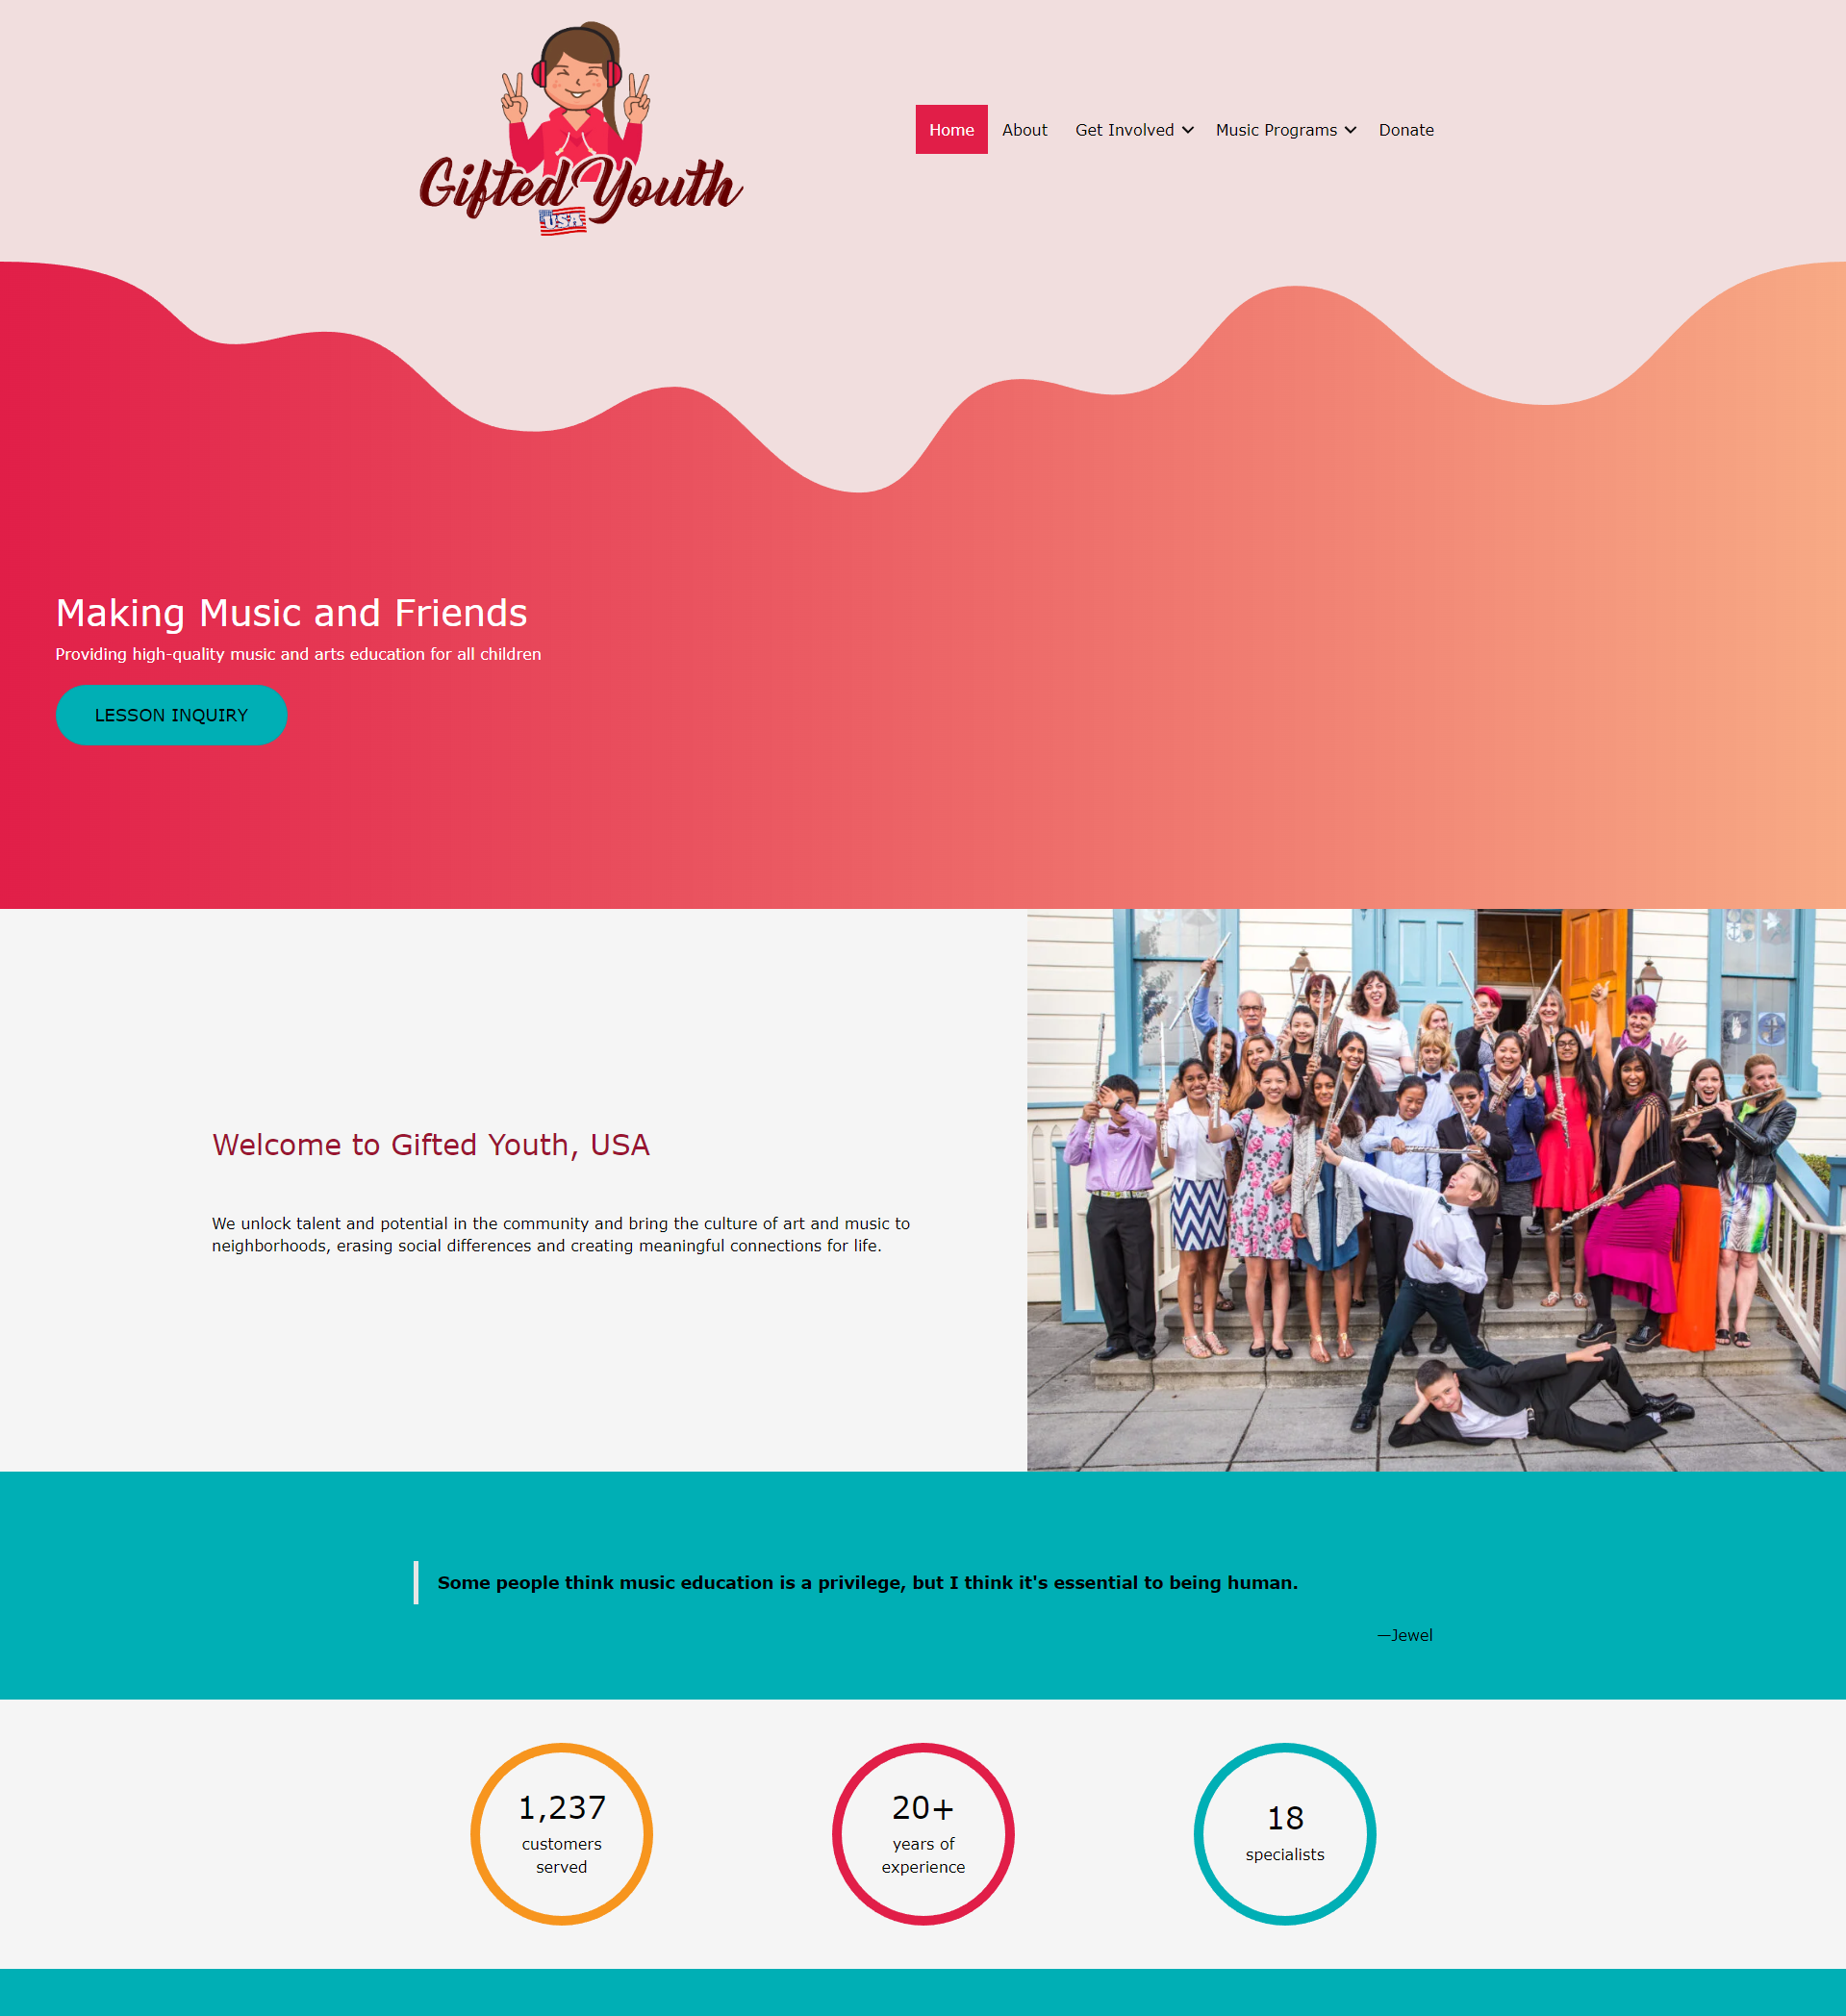 Gifted Youth
USA
Home
About
Get Involved
Music Programs
Donate
Making Music and Friends
Providing high-quality music and arts education for all children
LESSON INQUIRY
Welcome to Gifted Youth, USA
We unlock talent and potential in the community and bring the culture of art and music to
neighborhoods, erasing social differences and creating meaningful connections for life.
Some people think music education is a privilege, but I think it's essential to being human.
—Jewel
1,237
customers
served
20+
years of
experience
18
specialists